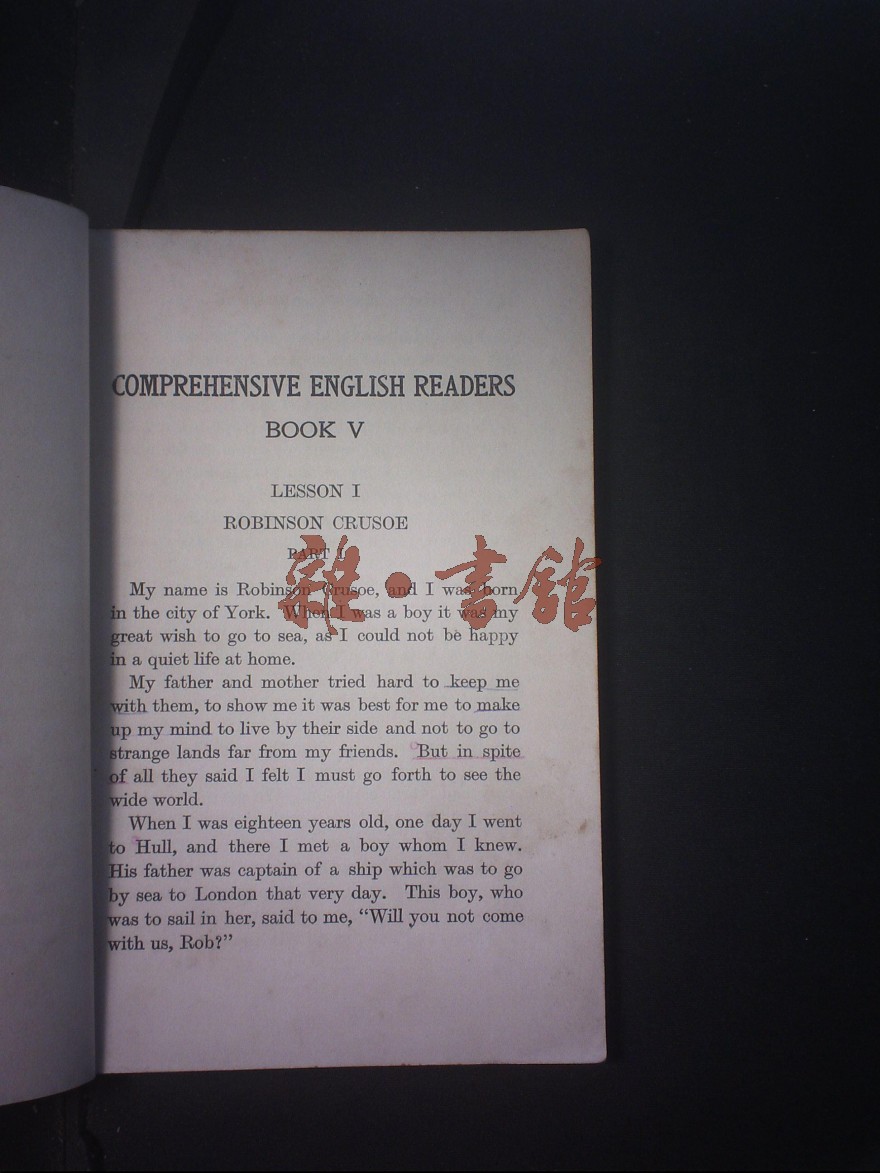 COMPREHENSIVE ENGLISH READERS
BOOK V
LESSON I
ROBINSON CRUSOE
PART I
雜·書館
My name is Robinson Crusoe, and I was born
in the city of York. When I was a boy it was my
great wish to go to sea, as I could not be happy
in a quiet life at home.
My father and mother tried hard to keep me
with them, to show me it was best for me to make
up my mind to live by their side and not to go to
strange lands far from my friends. But in spite
of all they said I felt I must go forth to see the
wide world.
When I was eighteen years old, one day I went
to Hull, and there I met a boy whom I knew.
His father was captain of a ship which was to go
by sea to London that very day. This boy, who
was to sail in her, said to me, “Will you not come
with us, Rob?”